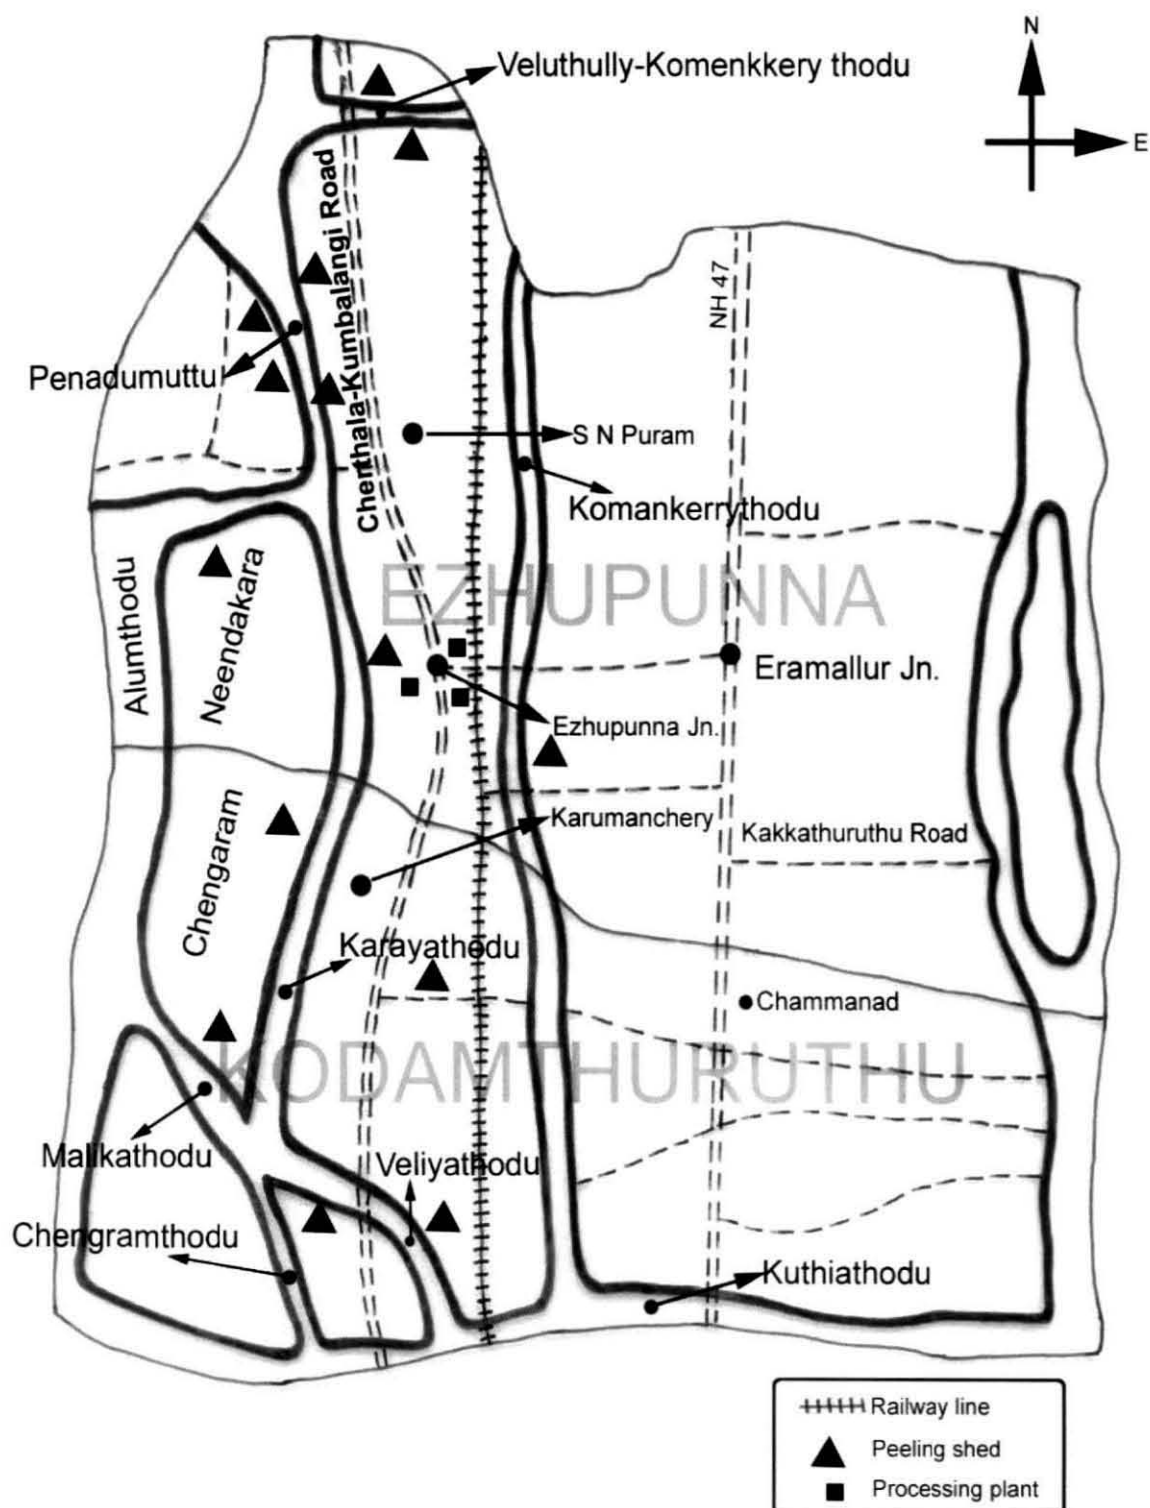 N
Veluthully-Komenkkery thodu
E
Cherthala-Kumbalangi Road
NH 47
Penadumuttu
S N Puram
Komankerrythodu
EZHUPUNNA
Alumthodu
Neendakara
Eramallur Jn.
Ezhupunna Jn.
Karumanchery
Kakkathuruthu Road
Chengaram
Karayathodu
Chammanad
KODAMTHURUTHU
Malikathodu
Veliyathodu
Chengramthodu
Kuthiathodu
Railway line
Peeling shed
Processing plant